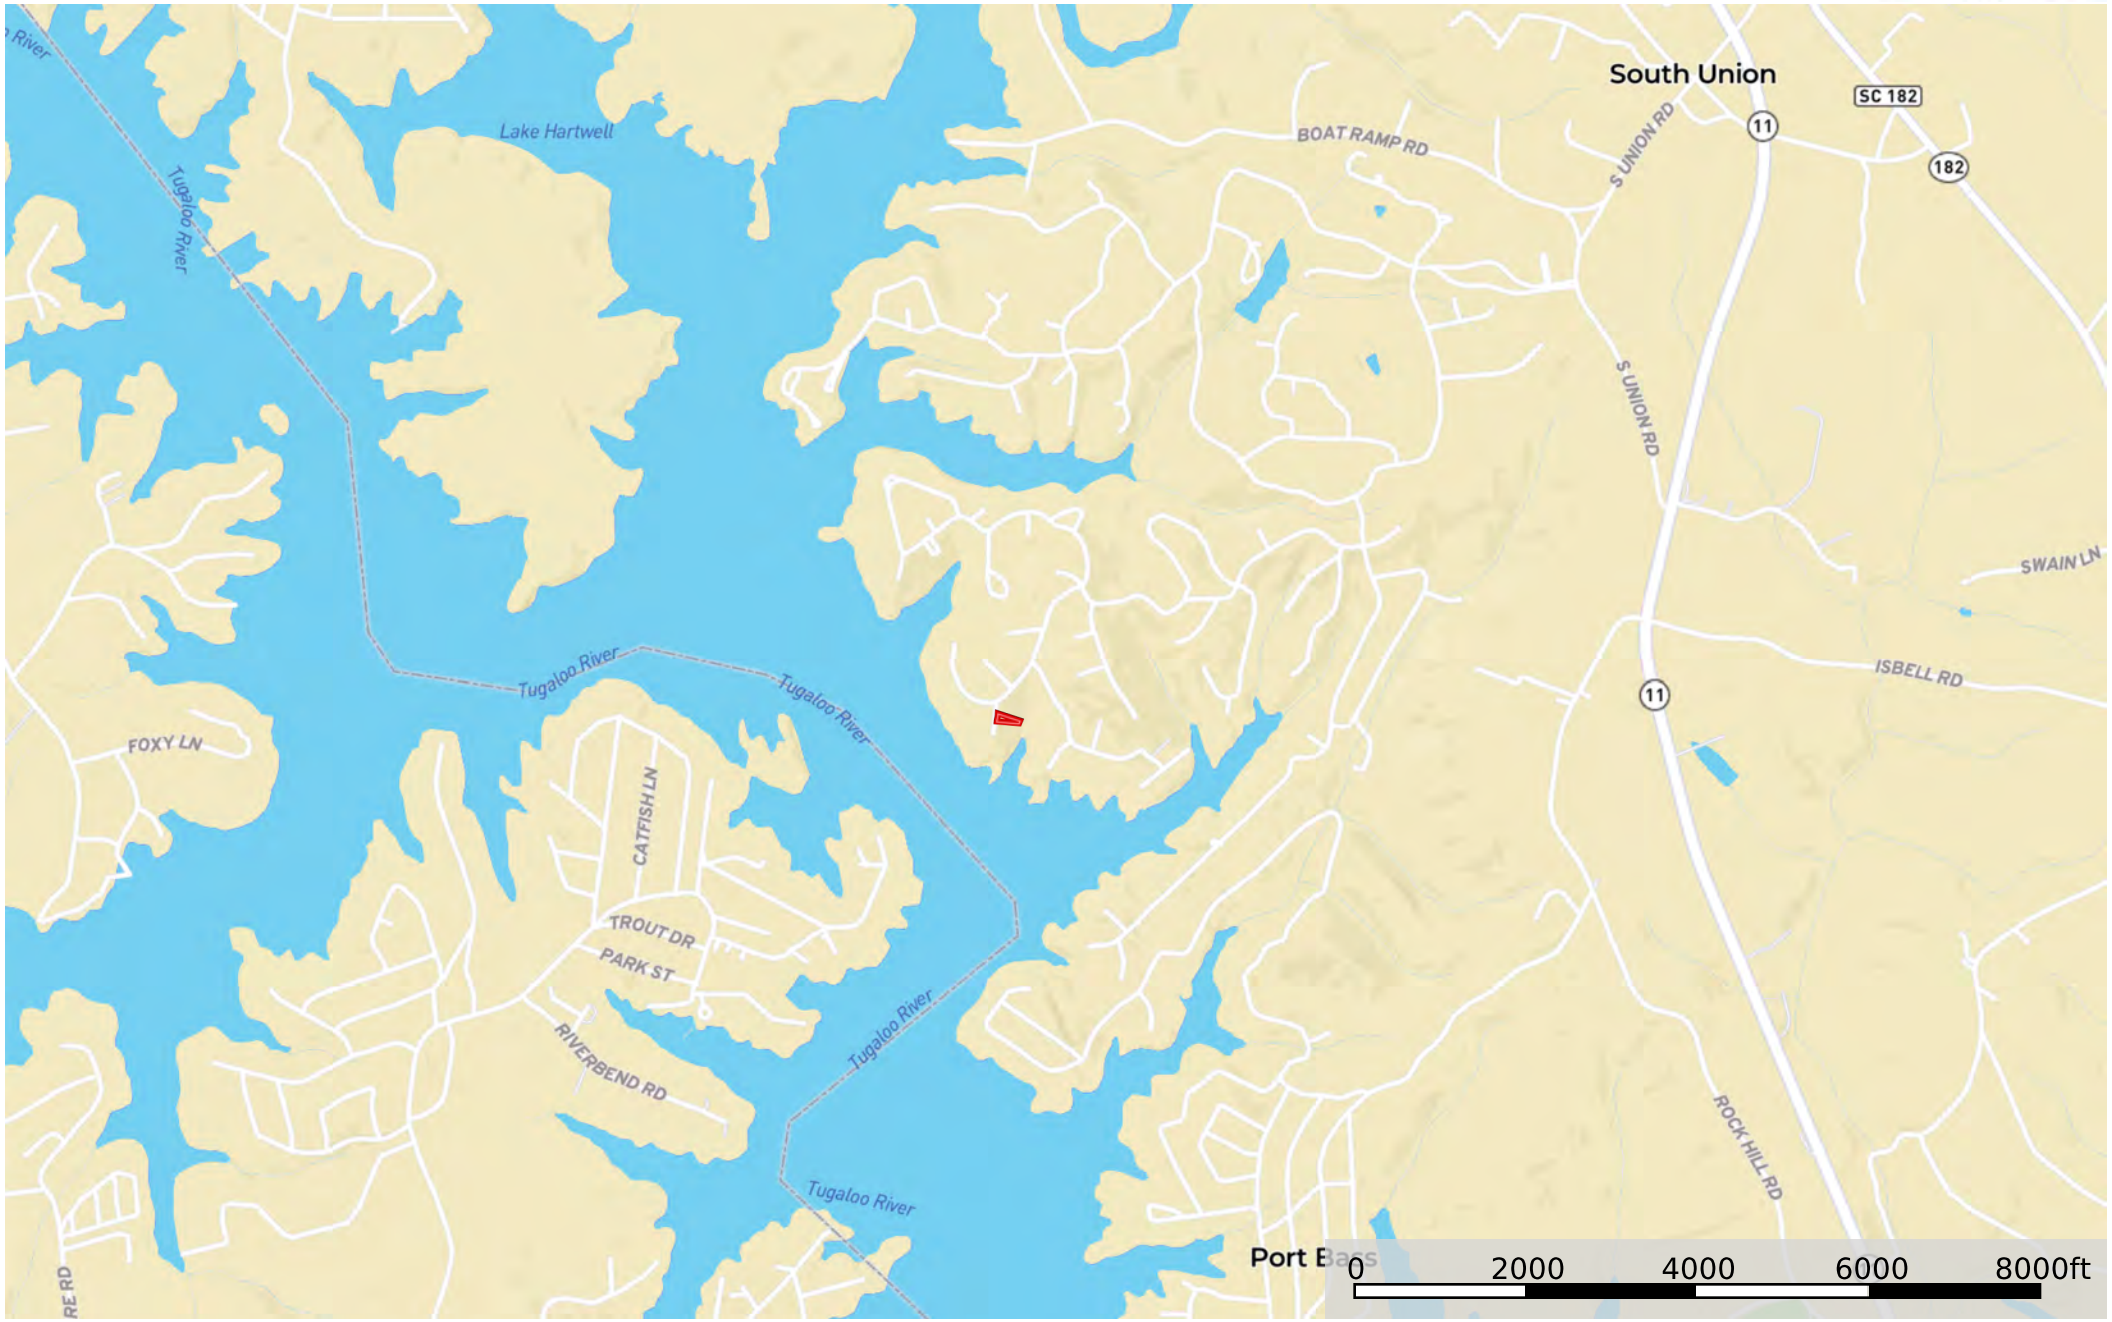 River
South Union
SC 182
Lake Hartwell
11
BOAT RAMP RD
S UNION RD
182
Tugaloo River
S UNION RD
SWAIN LN
Tugaloo River
ISBELL RD
Tugaloo River
11
FOXY LN
CATFISH LN
TROUT DR
PARK ST
Tugaloo River
RIVERBEND RD
ROCK HILL RD
Tugaloo River
Port Bass
0 2000 4000 6000 8000ft
RE RD